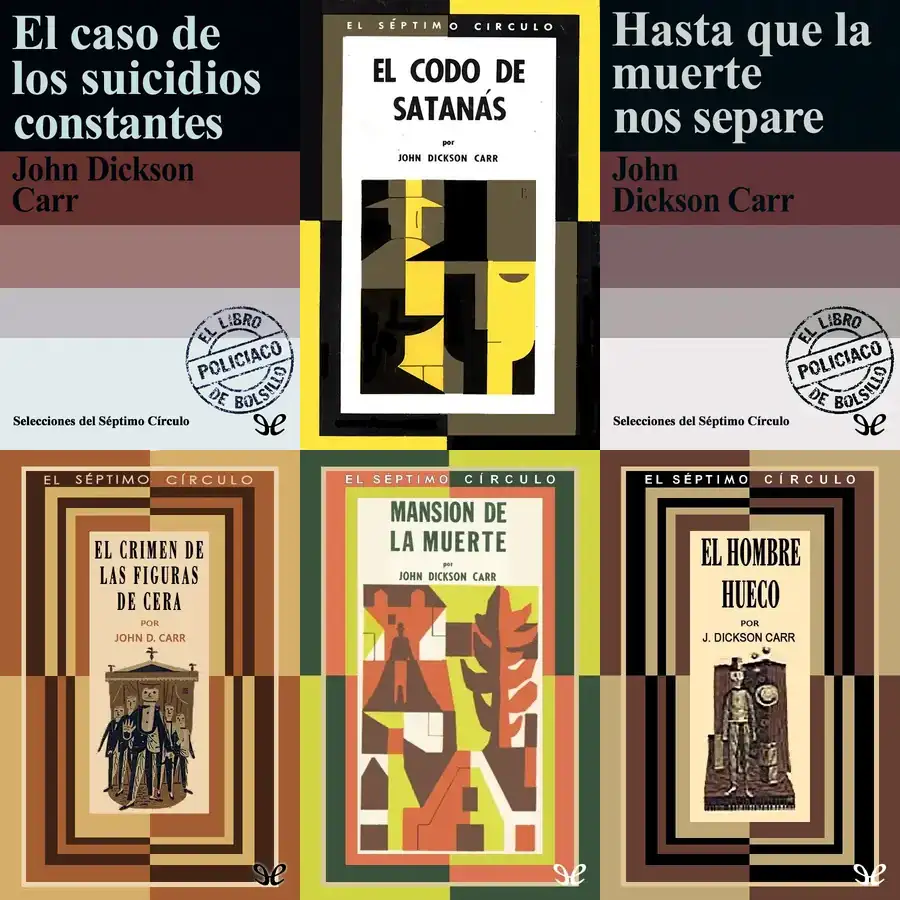 El caso de
los suicidios
constantes
John Dickson
Carr
EL LIBRO
POLICIACO
DE BOLSILLO
Selecciones del Séptimo Círculo
EL SÉPTIMO CIRCULO
EL CODO DE
SATANÁS
por
JOHN DICKSON CARR
Hasta que la
muerte
nos separe
John
Dickson Carr
EL LIBRO
POLICIACO
DE BOLSILLO
Selecciones del Séptimo Círculo
EL SÉPTIMO CÍRCULO
EL CRIMEN DE
LAS FIGURAS
DE CERA
POR
JOHN D. CARR
EL SÉPTIMO CÍRCULO
MANSION DE
LA MUERTE
por
JOHN DICKSON CARR
EL SÉPTIMO CÍRCULO
EL HOMBRE
HUECO
POR
J. DICKSON CARR